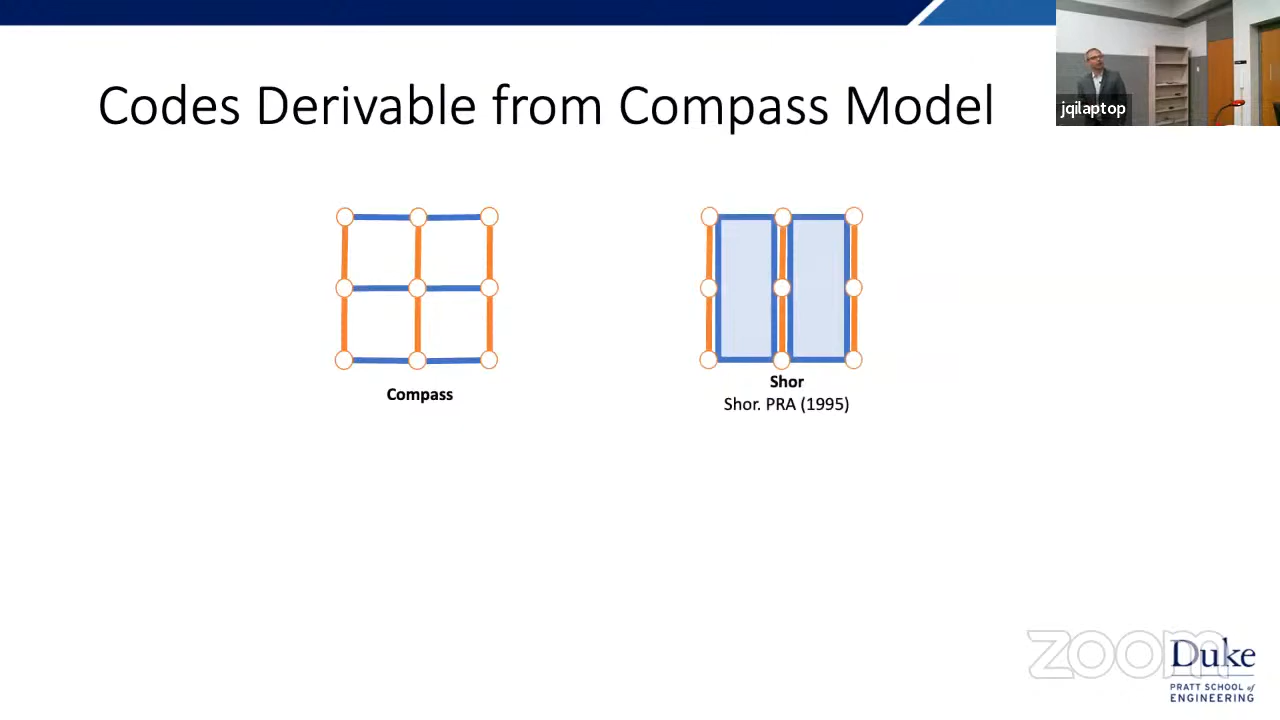 Codes Derivable from Compass Model
jqilaptop
Compass
Shor
Shor. PRA (1995)
zoom
Duke
PRATT SCHOOL of
ENGINEERING